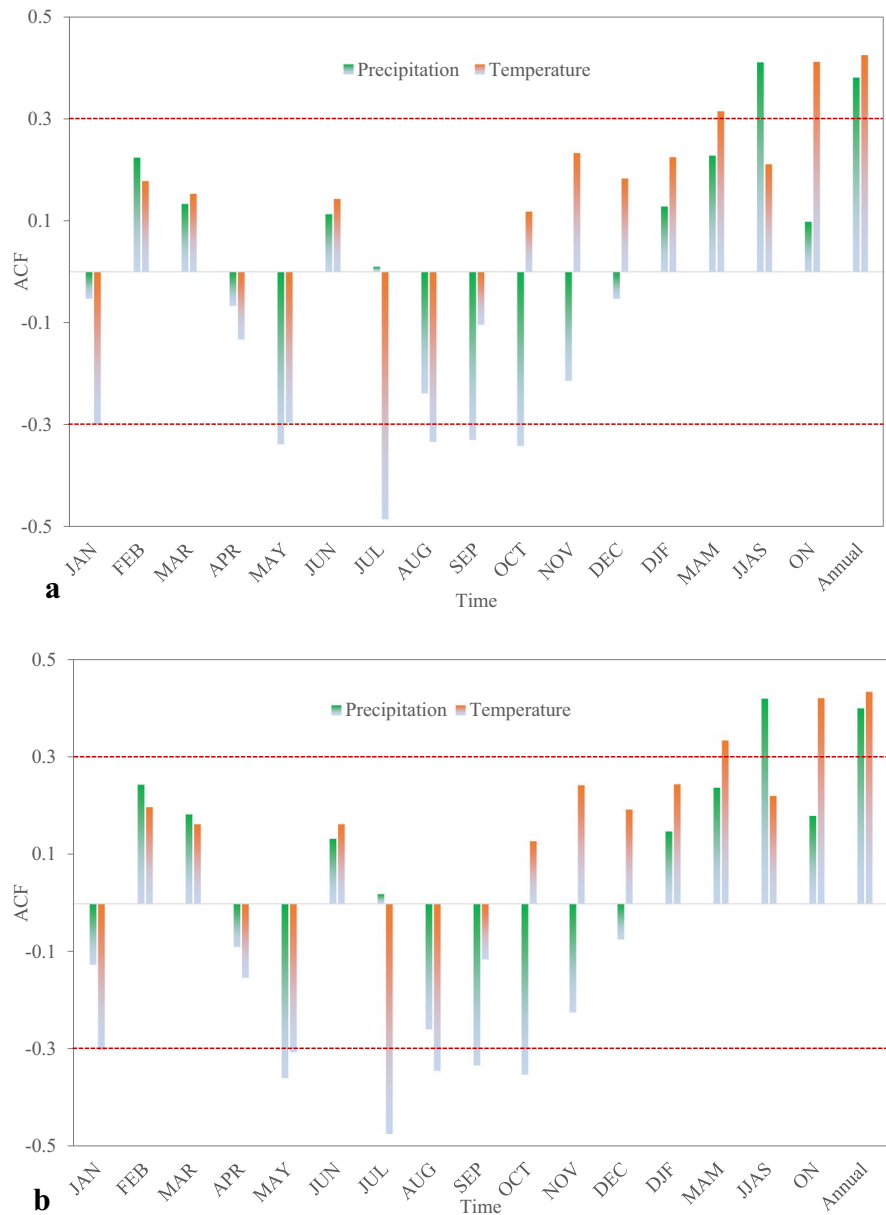 0.5
Precipitation Temperature
0.3
0.1
ACF
-0.1
-0.3
-0.5
JAN FEB MAR APR MAY JUN JUL AUG SEP OCT NOV DEC DJF MAM JJAS ON Annual
a
Time
0.5
Precipitation Temperature
0.3
0.1
ACF
-0.1
-0.3
-0.5
JAN FEB MAR APR MAY JUN JUL AUG SEP OCT NOV DEC DJF MAM JJAS ON Annual
b
Time